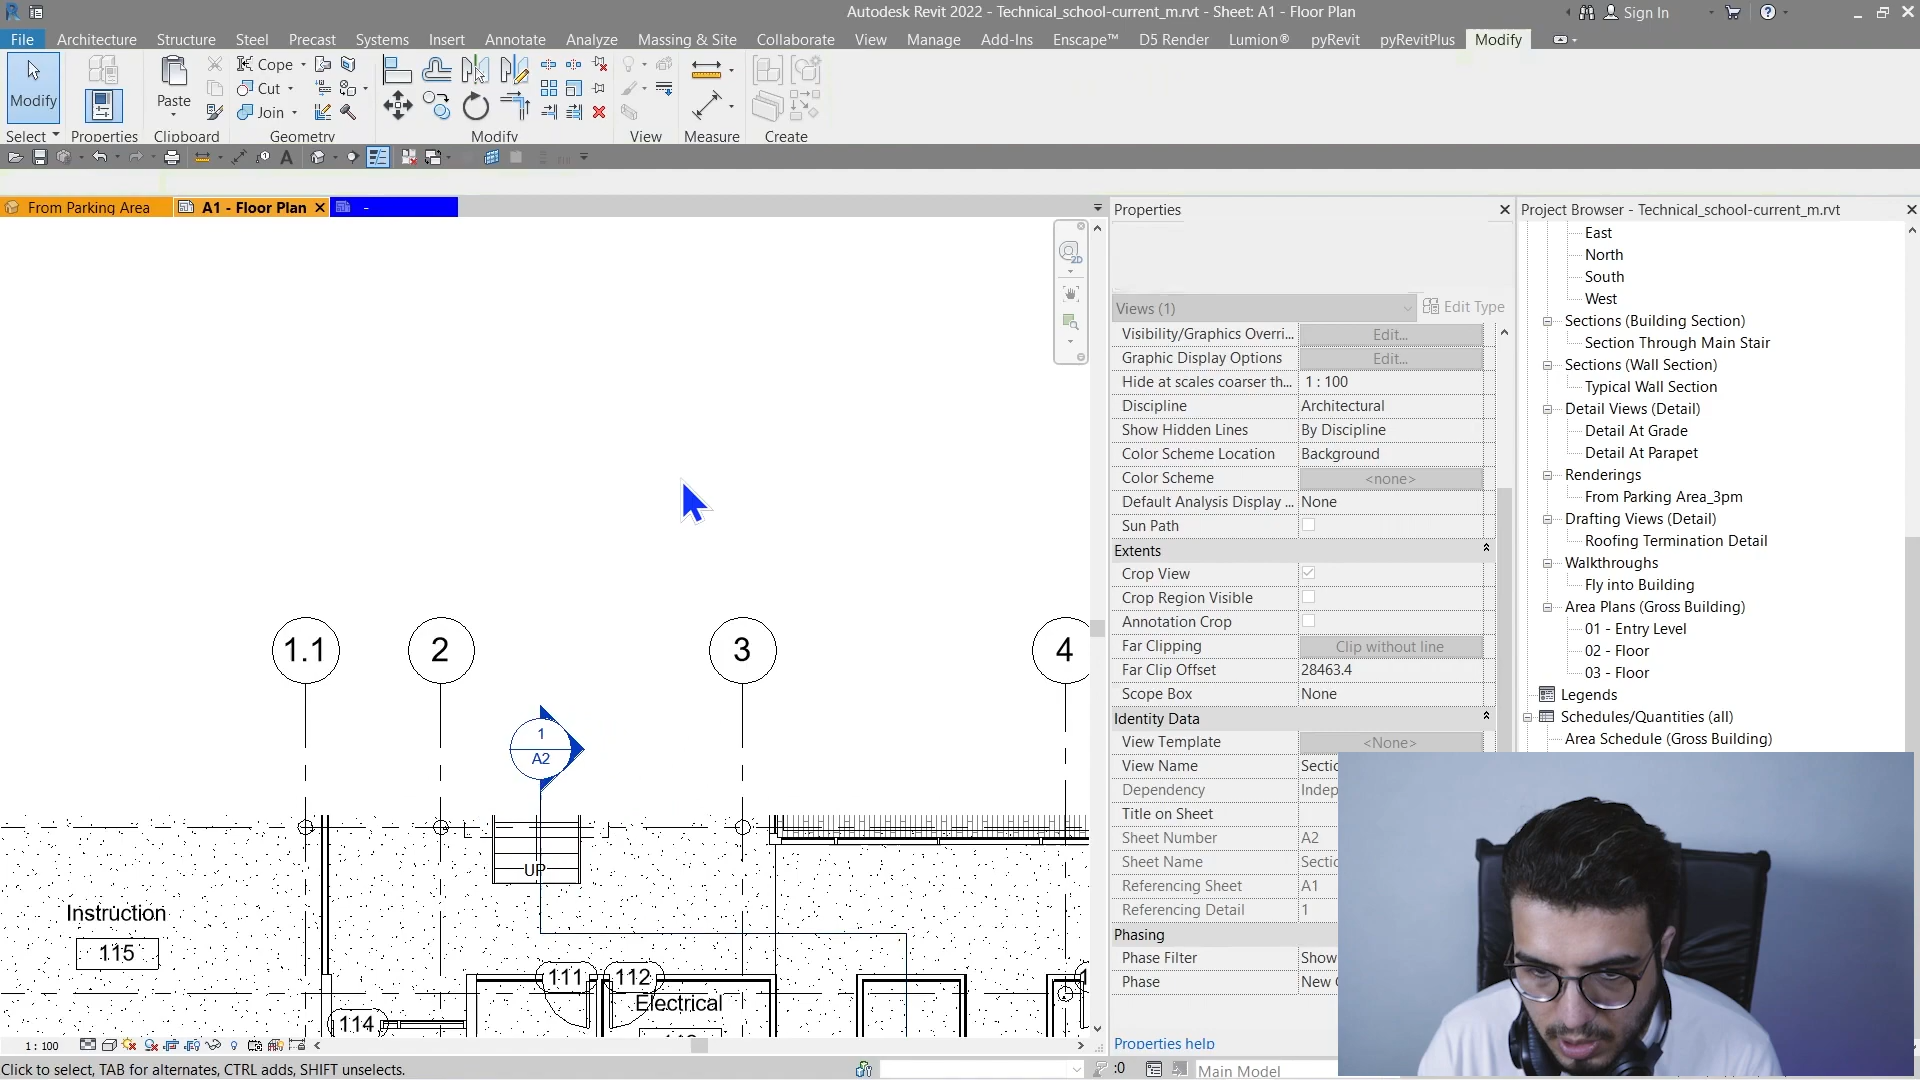 Autodesk Revit 2022 - Technical_school-current_m.rvt - Sheet: A1 - Floor Plan
Sign In
File Architecture Structure Steel Precast Systems Insert Annotate Analyze Massing & Site Collaborate View Manage Add-Ins Enscape™ D5 Render Lumion® pyRevit pyRevitPlus Modify
Modify
Paste
Cope
Cut
Join
Select Properties Clipboard Geometry Modify View Measure Create
From Parking Area
A1 - Floor Plan
-
2D
1.1
2
3
4
1
A2
UP
Instruction
115
111
112
Electrical
114
1 : 100
Click to select, TAB for alternates, CTRL adds, SHIFT unselects.
:0
Main Model
Properties
Views (1)
Edit Type
Visibility/Graphics Overri... Edit...
Graphic Display Options Edit...
Hide at scales coarser th... 1 : 100
Discipline Architectural
Show Hidden Lines By Discipline
Color Scheme Location Background
Color Scheme <none>
Default Analysis Display ... None
Sun Path
Extents
Crop View
Crop Region Visible
Annotation Crop
Far Clipping Clip without line
Far Clip Offset 28463.4
Scope Box None
Identity Data
View Template <None>
View Name Sectic
Dependency Indep
Title on Sheet
Sheet Number A2
Sheet Name Sectic
Referencing Sheet A1
Referencing Detail 1
Phasing
Phase Filter Show
Phase New
Properties help
Project Browser - Technical_school-current_m.rvt
East
North
South
West
Sections (Building Section)
Section Through Main Stair
Sections (Wall Section)
Typical Wall Section
Detail Views (Detail)
Detail At Grade
Detail At Parapet
Renderings
From Parking Area_3pm
Drafting Views (Detail)
Roofing Termination Detail
Walkthroughs
Fly into Building
Area Plans (Gross Building)
01 - Entry Level
02 - Floor
03 - Floor
Legends
Schedules/Quantities (all)
Area Schedule (Gross Building)